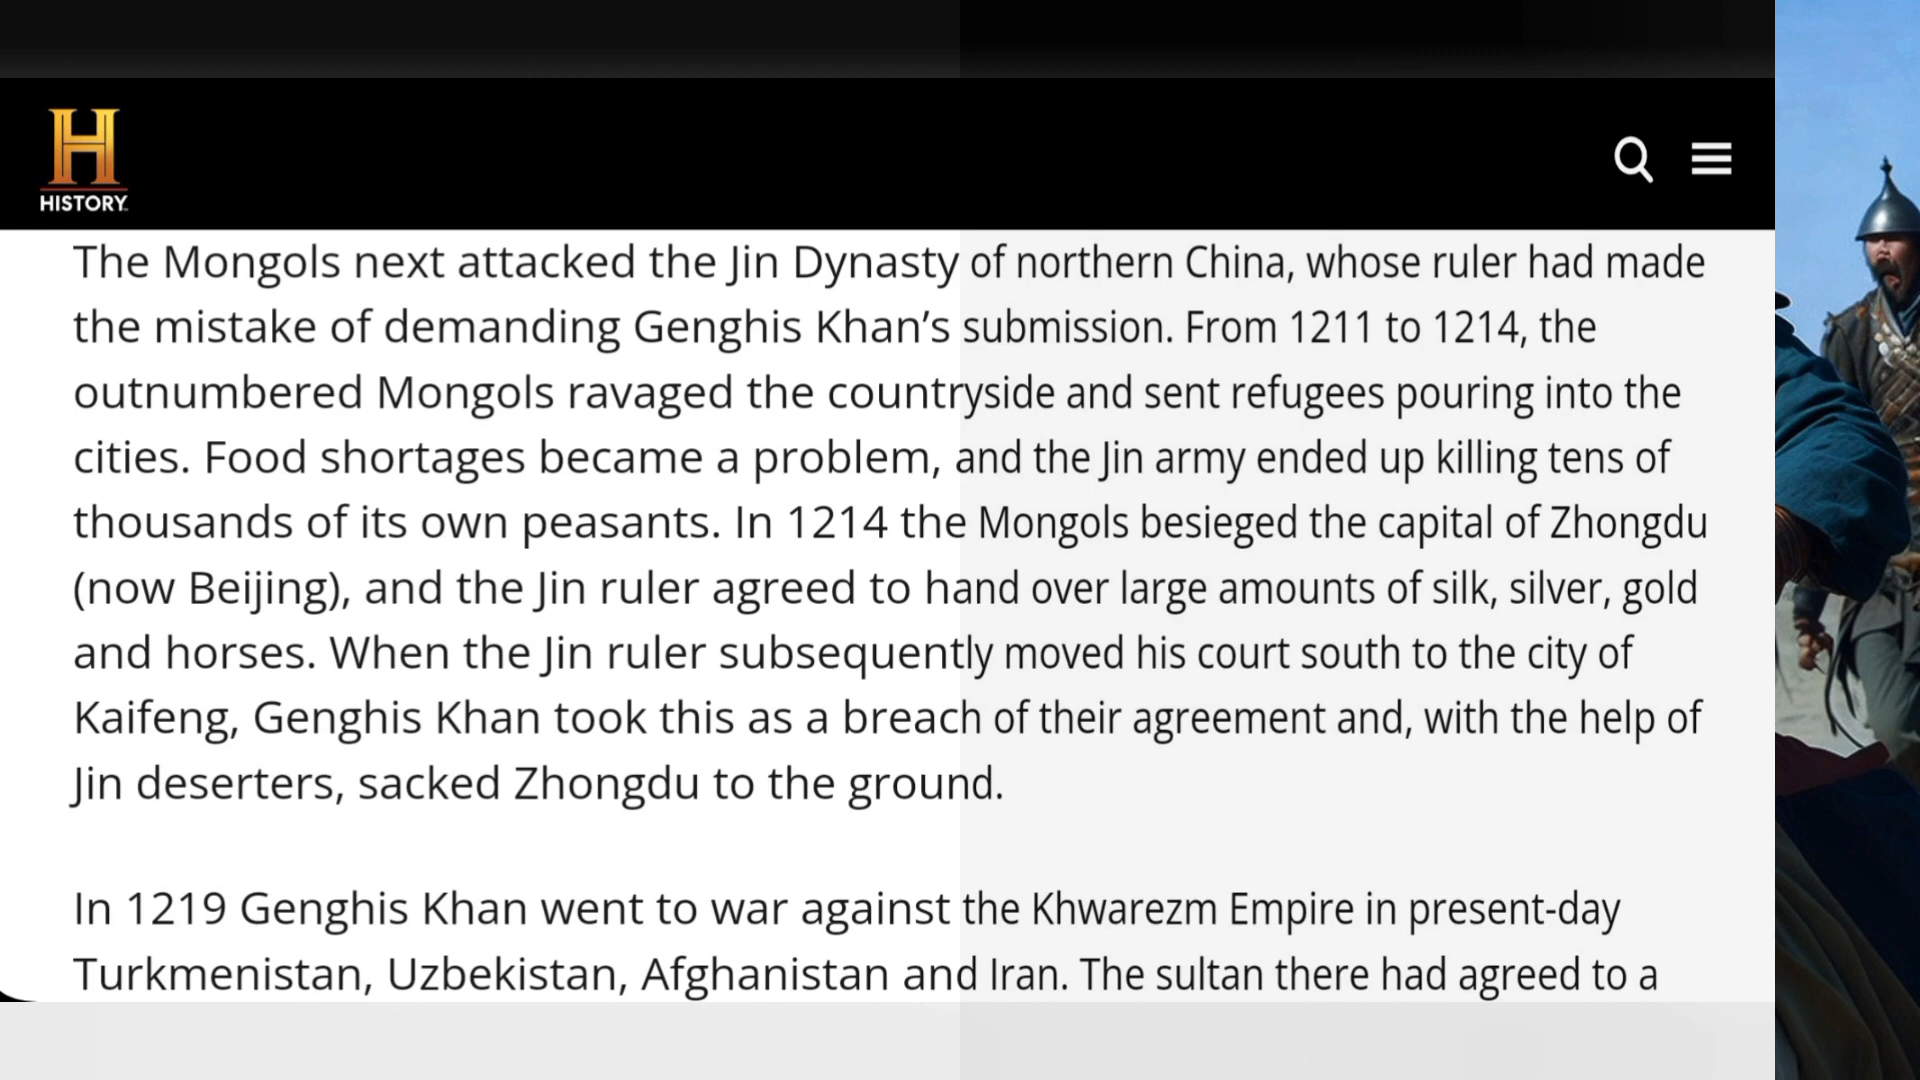 H
HISTORY
The Mongols next attacked the Jin Dynasty of northern China, whose ruler had made
the mistake of demanding Genghis Khan’s submission. From 1211 to 1214, the
outnumbered Mongols ravaged the countryside and sent refugees pouring into the
cities. Food shortages became a problem, and the Jin army ended up killing tens of
thousands of its own peasants. In 1214 the Mongols besieged the capital of Zhongdu
(now Beijing), and the Jin ruler agreed to hand over large amounts of silk, silver, gold
and horses. When the Jin ruler subsequently moved his court south to the city of
Kaifeng, Genghis Khan took this as a breach of their agreement and, with the help of
Jin deserters, sacked Zhongdu to the ground.
In 1219 Genghis Khan went to war against the Khwarezm Empire in present-day
Turkmenistan, Uzbekistan, Afghanistan and Iran. The sultan there had agreed to a